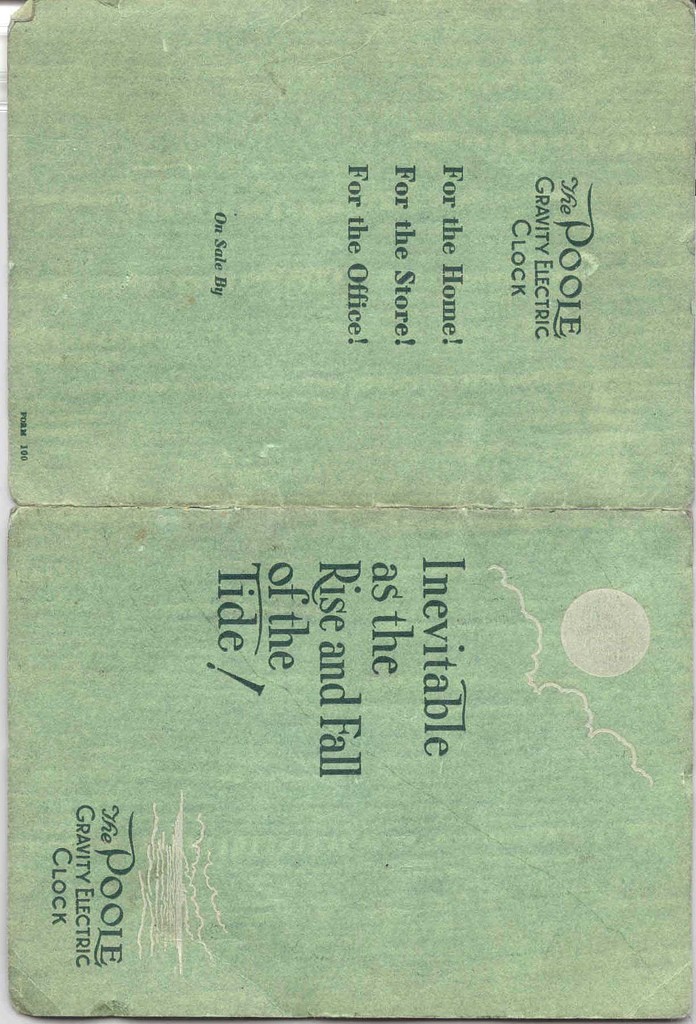 The POOLE
GRAVITY ELECTRIC
CLOCK
For the Home!
For the Store!
For the Office!
On Sale By
FORM 100
Inevitable
as the
Rise and Fall
of the
Tide!
The POOLE
GRAVITY ELECTRIC
CLOCK